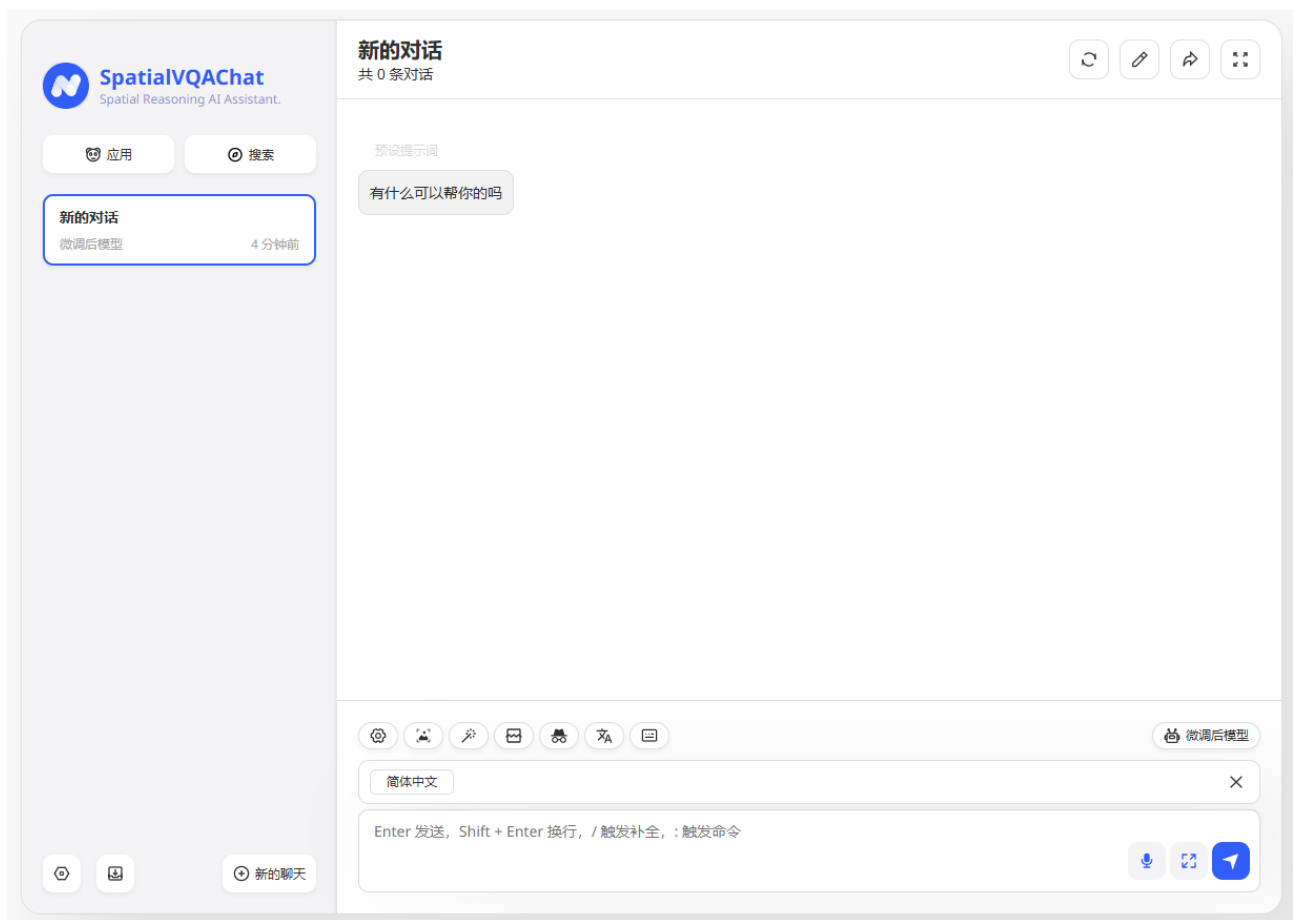 SpatialVQAChat
Spatial Reasoning AI Assistant.
应用
搜索
新的对话
微调后模型
4 分钟前
新的聊天
新的对话
共 0 条对话
预设提示词
有什么可以帮你的吗
微调后模型
简体中文
Enter 发送，Shift + Enter 换行，/ 触发补全，: 触发命令